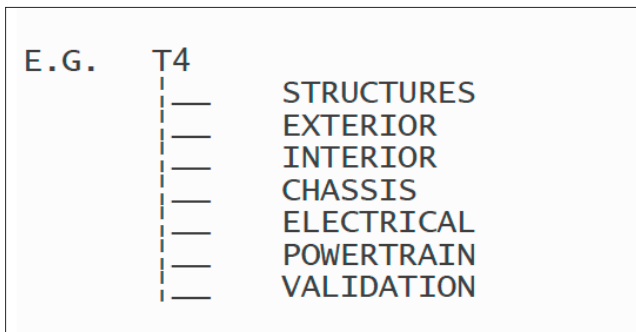 E.G. T4
STRUCTURES
EXTERIOR
INTERIOR
CHASSIS
ELECTRICAL
POWERTRAIN
VALIDATION